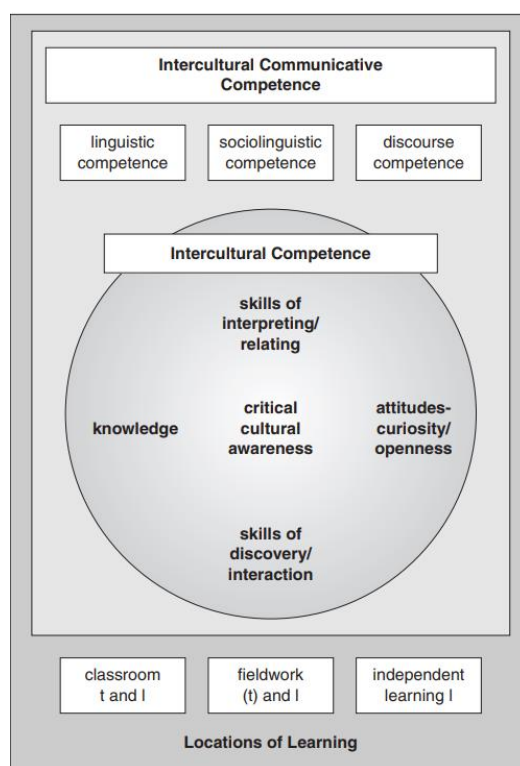 Intercultural Communicative
Competence
linguistic
competence
sociolinguistic
competence
discourse
competence
Intercultural Competence
skills of
interpreting/
relating
knowledge
critical
cultural
awareness
attitudes-
curiosity/
openness
skills of
discovery/
interaction
classroom
t and l
fieldwork
(t) and l
independent
learning l
Locations of Learning